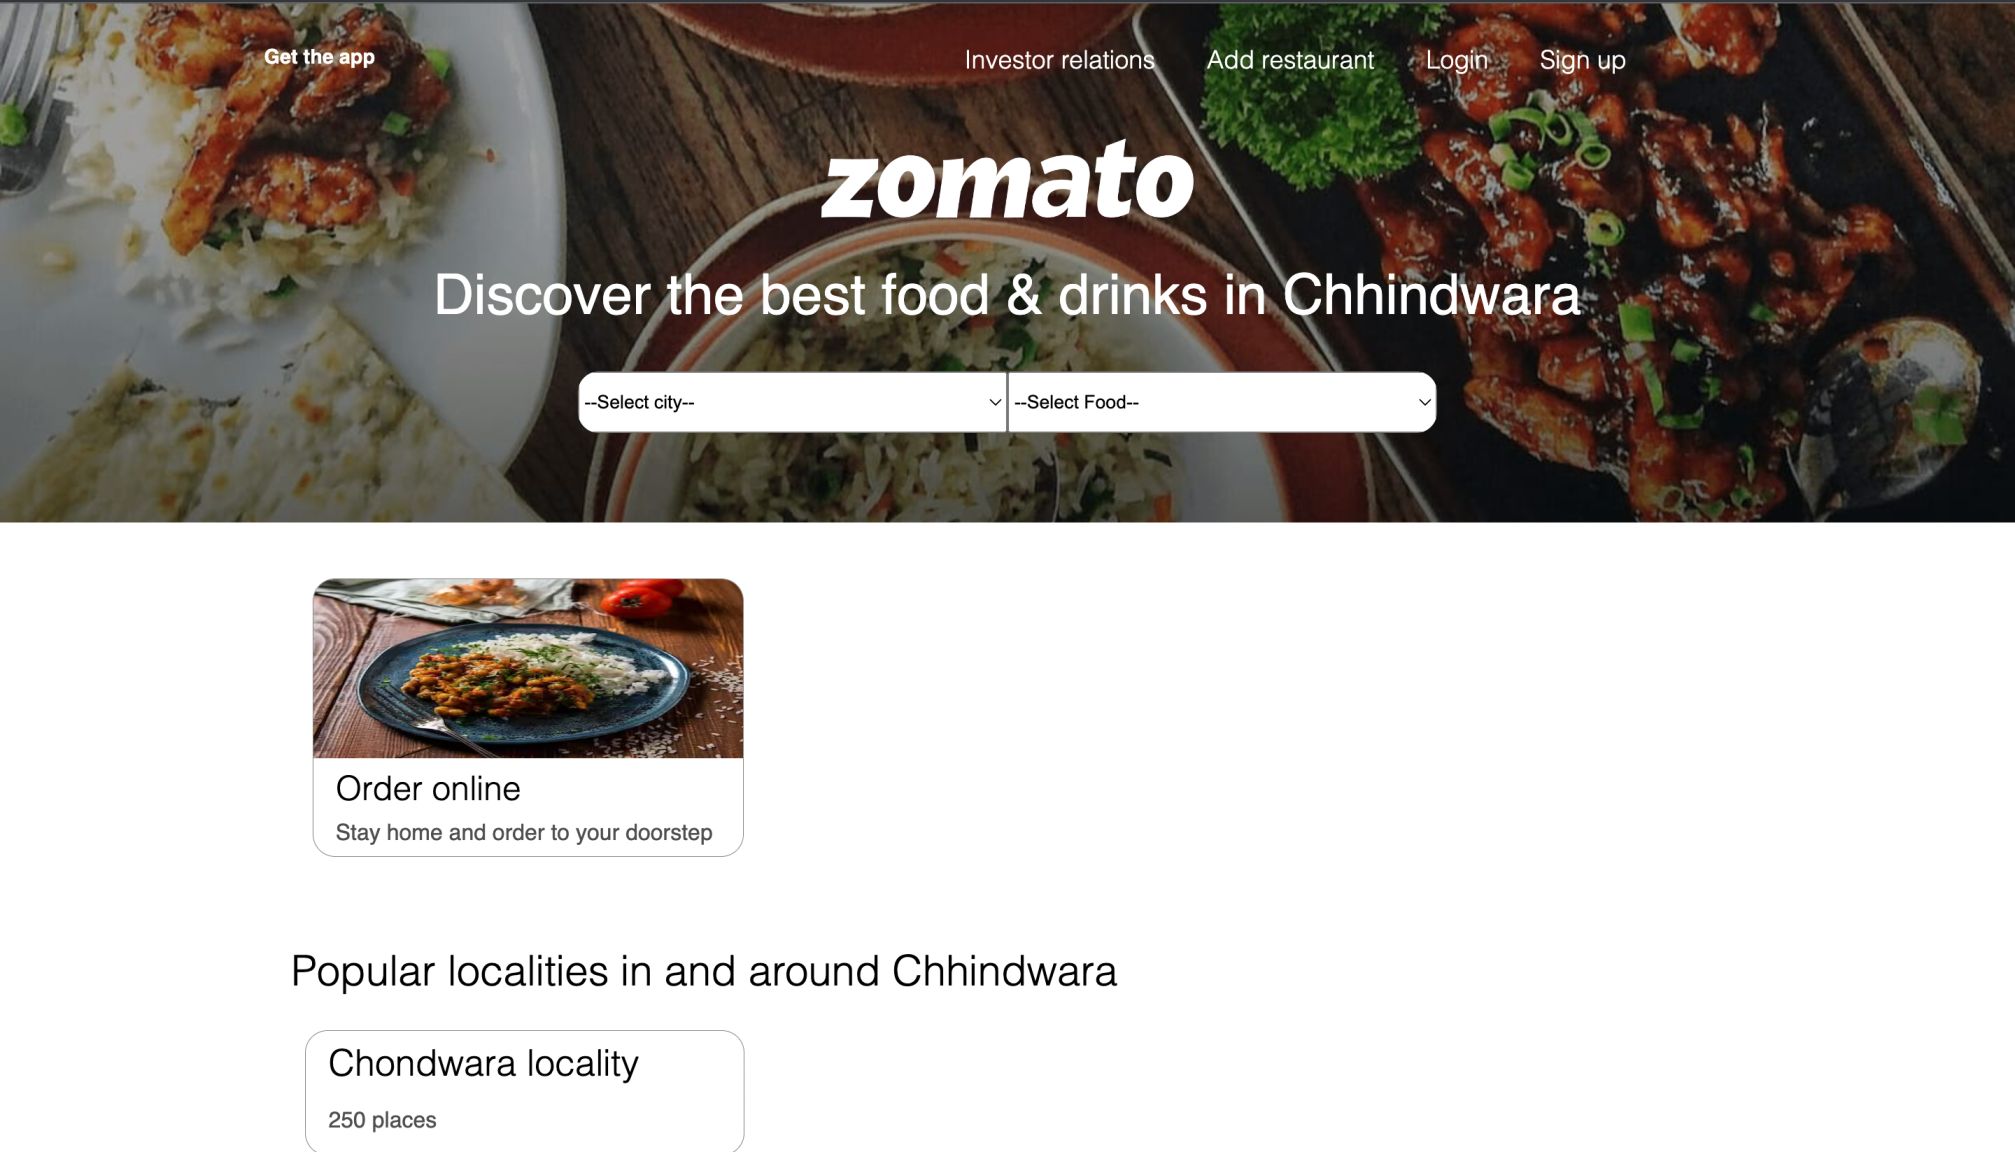 Get the app
Investor relations
Add restaurant
Login
Sign up
zomato
Discover the best food & drinks in Chhindwara
--Select city--
--Select Food--
Order online
Stay home and order to your doorstep
Popular localities in and around Chhindwara
Chondwara locality
250 places